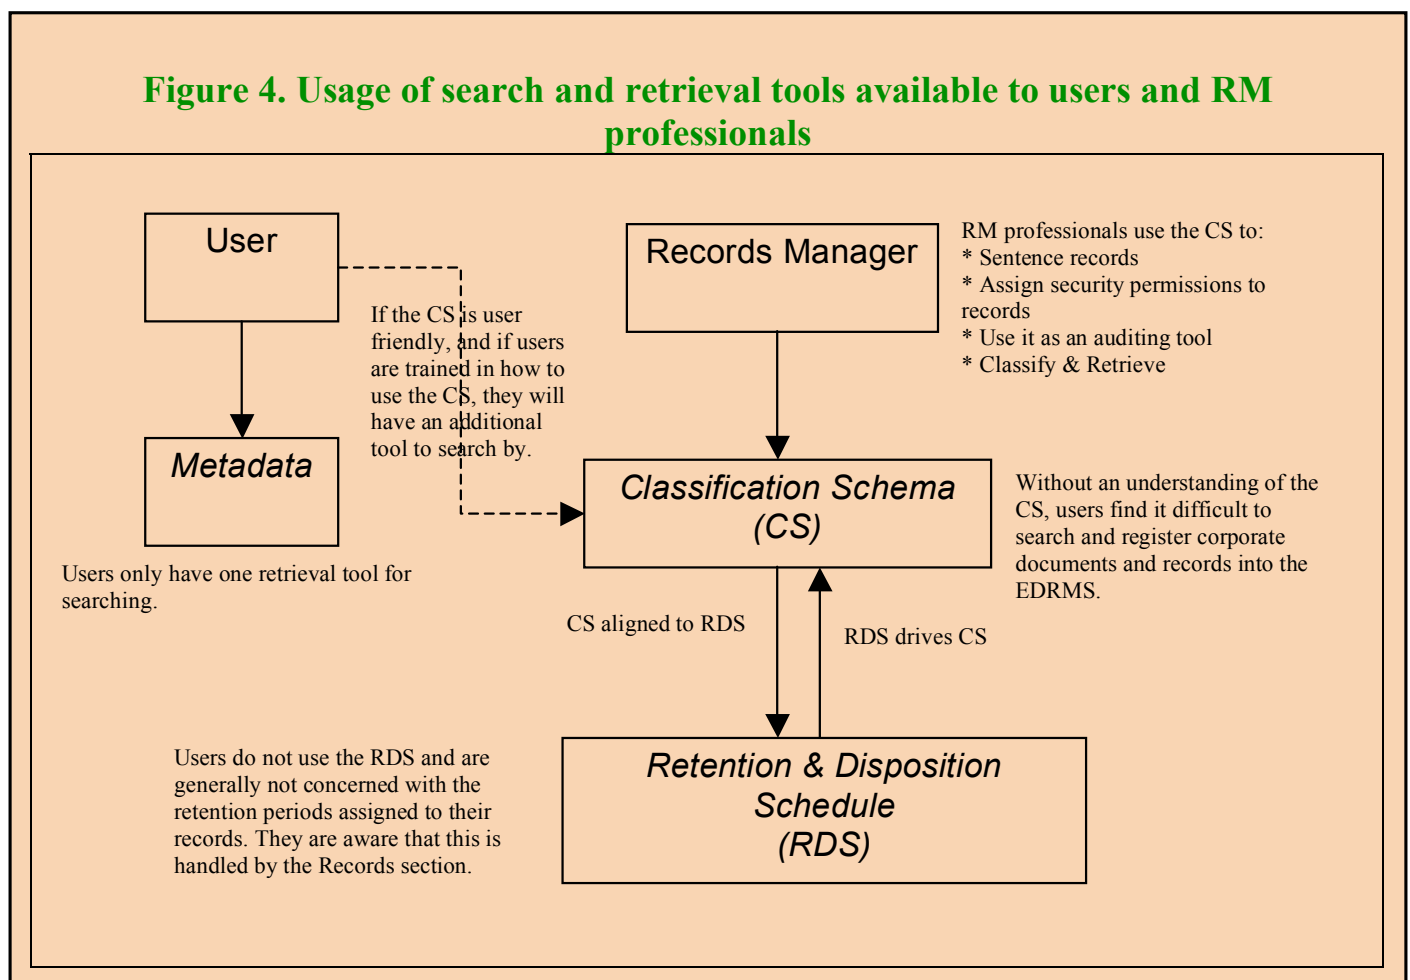 Figure 4. Usage of search and retrieval tools available to users and RM
professionals
User
Records Manager
RM professionals use the CS to:
* Sentence records
* Assign security permissions to
records
* Use it as an auditing tool
* Classify & Retrieve
If the CS is user
friendly, and if users
are trained in how to
use the CS, they will
have an additional
tool to search by.
Metadata
Users only have one retrieval tool for
searching.
Classification Schema
(CS)
Without an understanding of the
CS, users find it difficult to
search and register corporate
documents and records into the
EDRMS.
CS aligned to RDS
RDS drives CS
Users do not use the RDS and are
generally not concerned with the
retention periods assigned to their
records. They are aware that this is
handled by the Records section.
Retention & Disposition
Schedule
(RDS)